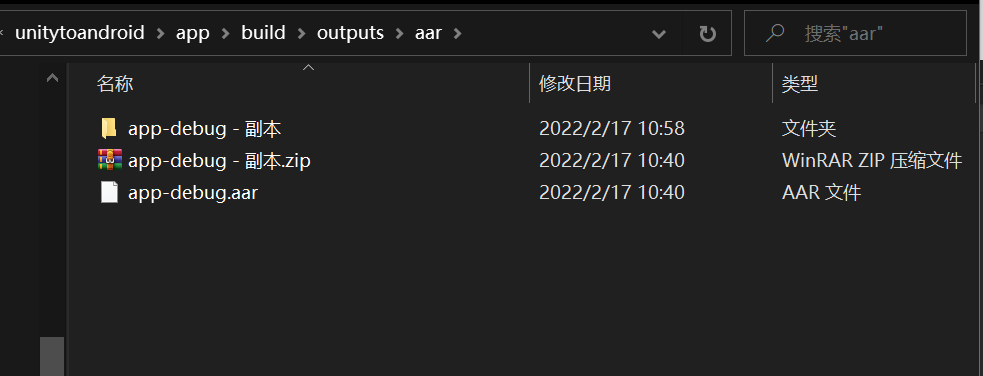 unitytoandroid > app > build > outputs > aar >
搜索"aar"
名称 修改日期 类型
app-debug - 副本 2022/2/17 10:58 文件夹
app-debug - 副本.zip 2022/2/17 10:40 WinRAR ZIP 压缩文件
app-debug.aar 2022/2/17 10:40 AAR 文件